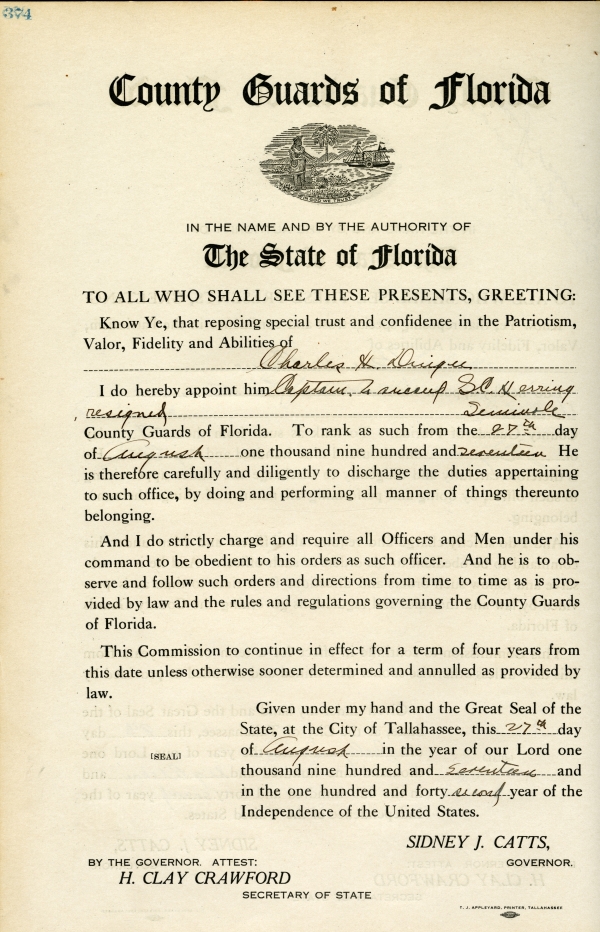 374
County Guards of Florida
IN GOD WE TRUST
IN THE NAME AND BY THE AUTHORITY OF
The State of Florida
TO ALL WHO SHALL SEE THESE PRESENTS, GREETING:
Know Ye, that reposing special trust and confidenee in the Patriotism,
Valor, Fidelity and Abilities of
Charles H
I do hereby appoint him Captain, to succeed S.C. Herring
resigned Seminole
County Guards of Florida. To rank as such from the 27th day
of August one thousand nine hundred and seventeen He
is therefore carefully and diligently to discharge the duties appertaining
to such office, by doing and performing all manner of things thereunto
belonging.
And I do strictly charge and require all Officers and Men under his
command to be obedient to his orders as such officer. And he is to ob-
serve and follow such orders and directions from time to time as is pro-
vided by law and the rules and regulations governing the County Guards
of Florida.
This Commission to continue in effect for a term of four years from
this date unless otherwise sooner determined and annulled as provided by
law.
Given under my hand and the Great Seal of the
State, at the City of Tallahassee, this 27th day
[SEAL] of August in the year of our Lord one
thousand nine hundred and seventeen and
in the one hundred and forty second year of the
Independence of the United States.
SIDNEY J. CATTS,
BY THE GOVERNOR. ATTEST: GOVERNOR.
H. CLAY CRAWFORD
SECRETARY OF STATE
T. J. APPLEYARD, PRINTER, TALLAHASSEE